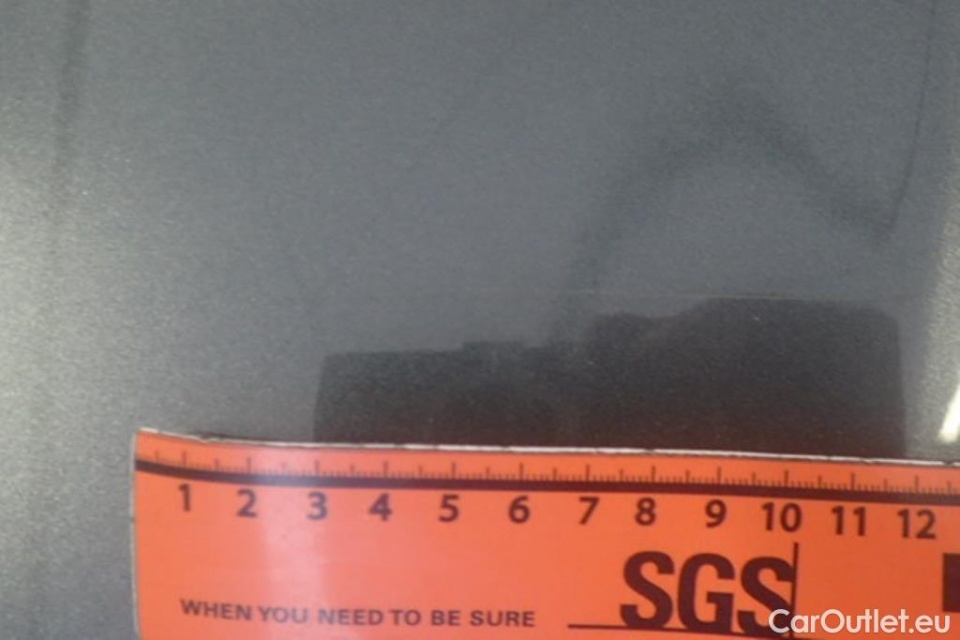 1 2 3 4 5 6 7 8 9 10 11 12
SGS
WHEN YOU NEED TO BE SURE
CarOutlet.eu